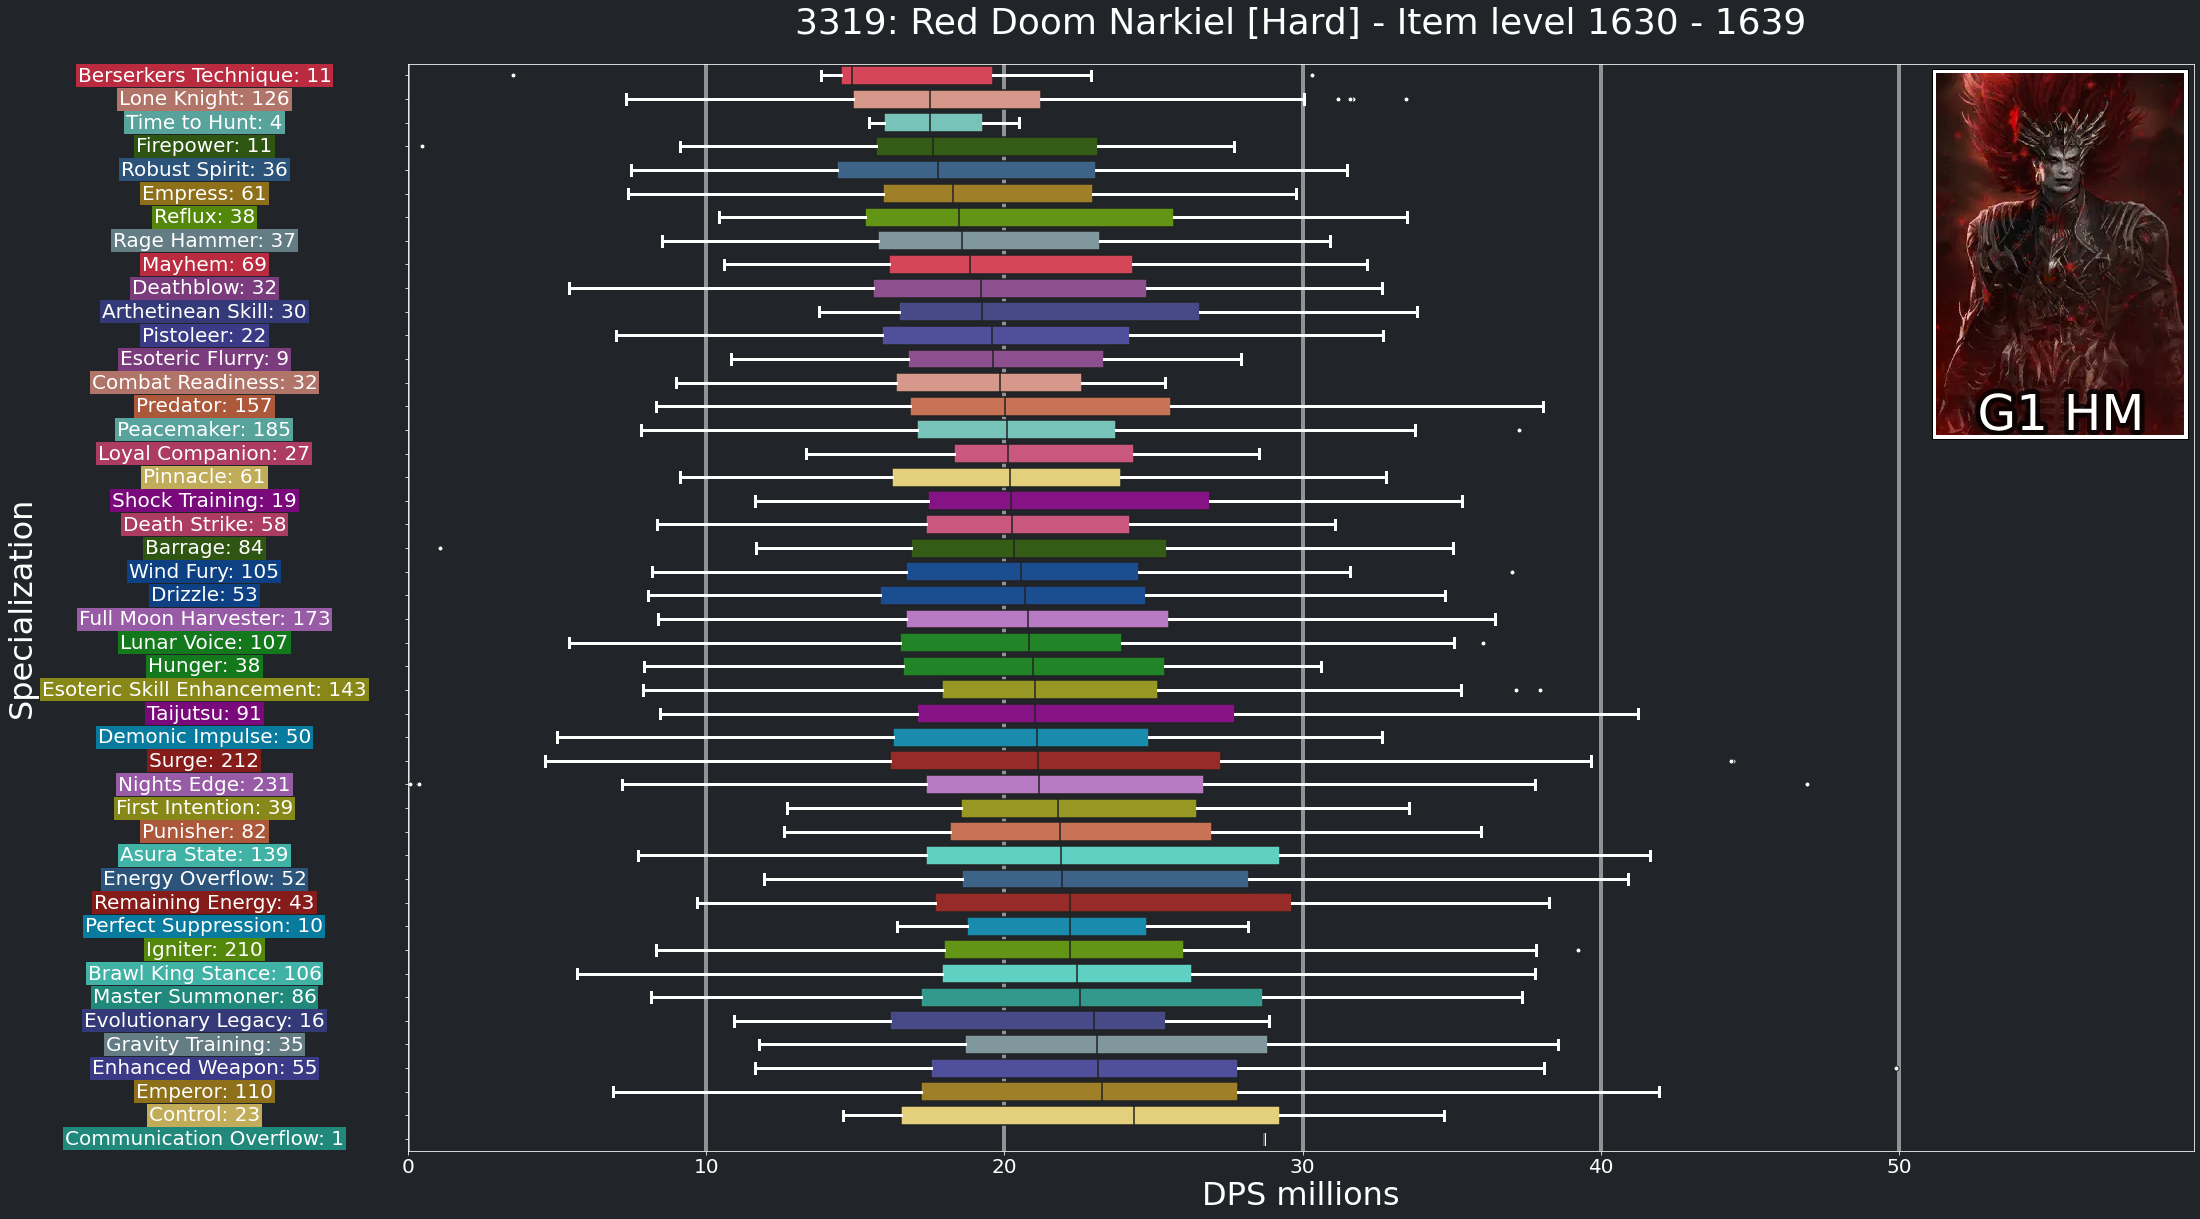 3319: Red Doom Narkiel [Hard] - Item level 1630 - 1639
Specialization
Berserkers Technique: 11
Lone Knight: 126
Time to Hunt: 4
Firepower: 11
Robust Spirit: 36
Empress: 61
Reflux: 38
Rage Hammer: 37
Mayhem: 69
Deathblow: 32
Arthetinean Skill: 30
Pistoleer: 22
Esoteric Flurry: 9
Combat Readiness: 32
Predator: 157
Peacemaker: 185
Loyal Companion: 27
Pinnacle: 61
Shock Training: 19
Death Strike: 58
Barrage: 84
Wind Fury: 105
Drizzle: 53
Full Moon Harvester: 173
Lunar Voice: 107
Hunger: 38
Esoteric Skill Enhancement: 143
Taijutsu: 91
Demonic Impulse: 50
Surge: 212
Nights Edge: 231
First Intention: 39
Punisher: 82
Asura State: 139
Energy Overflow: 52
Remaining Energy: 43
Perfect Suppression: 10
Igniter: 210
Brawl King Stance: 106
Master Summoner: 86
Evolutionary Legacy: 16
Gravity Training: 35
Enhanced Weapon: 55
Emperor: 110
Control: 23
Communication Overflow: 1
G1 HM
0 10 20 30 40 50
DPS millions